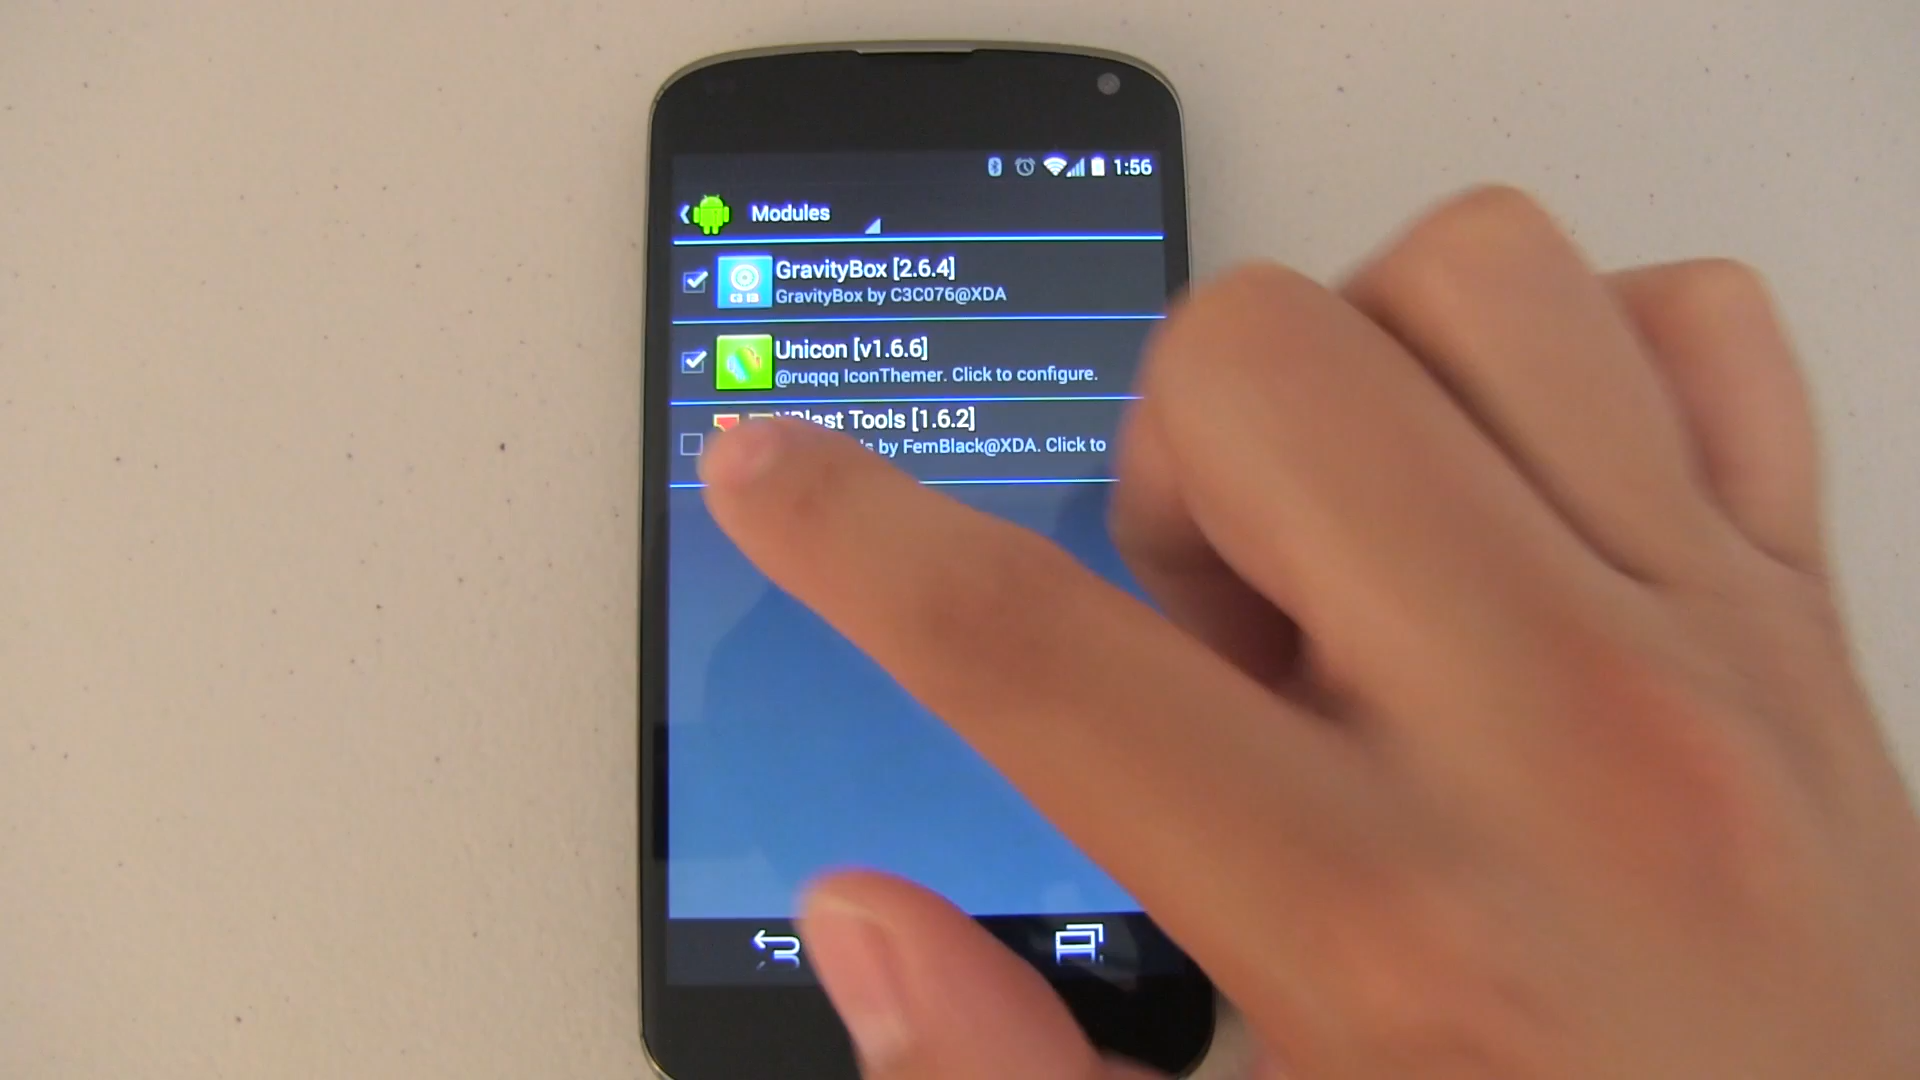 1:56
Modules
GravityBox [2.6.4]
GravityBox by C3C076@XDA
Unicon [v1.6.6]
@ruqqq IconThemer. Click to configure.
Tools [1.6.2]
by FemBlack@XDA. Click to